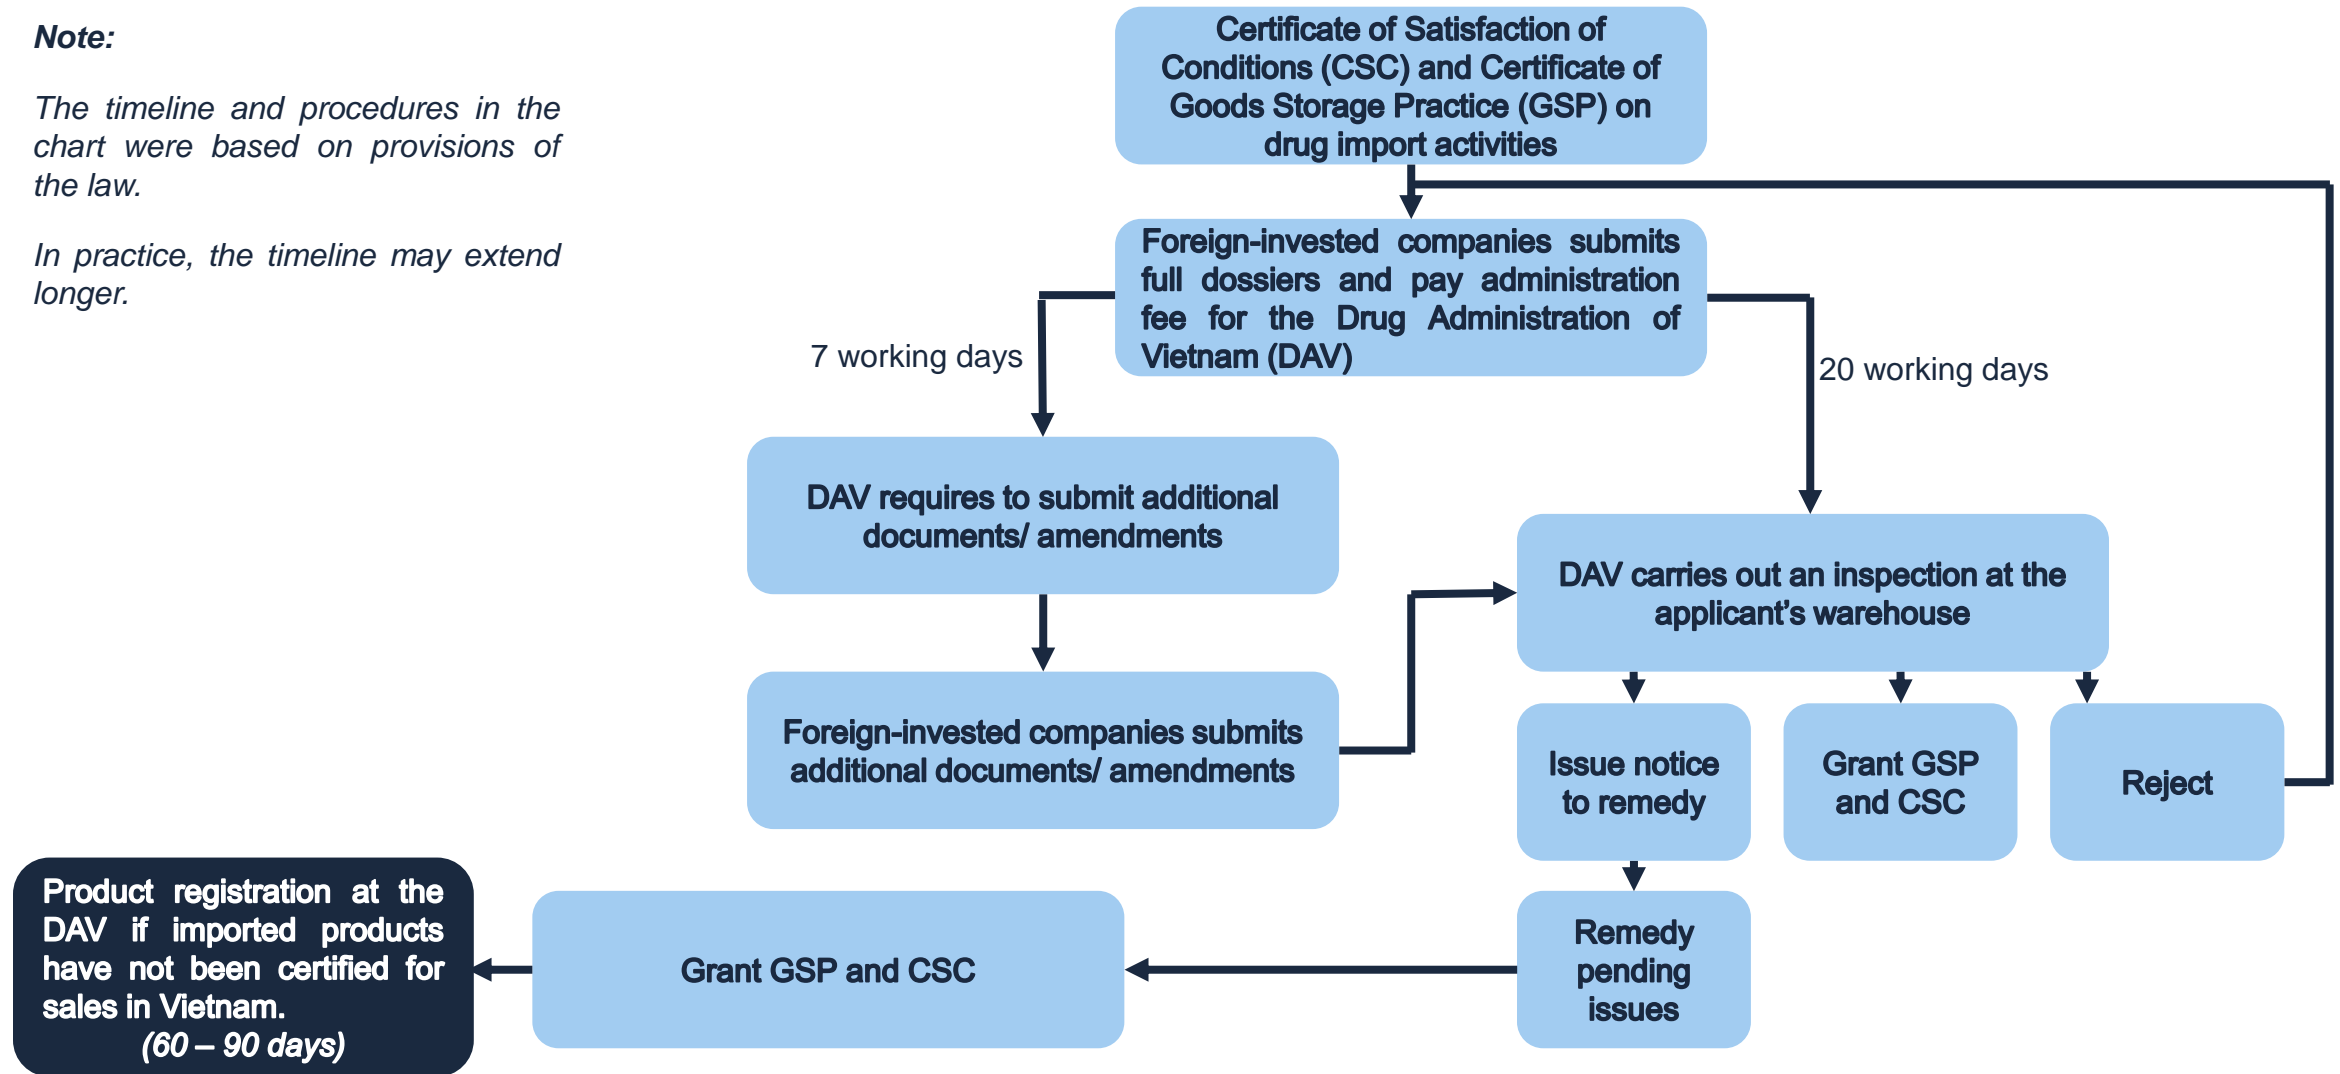 Note:
The timeline and procedures in the
chart were based on provisions of
the law.
In practice, the timeline may extend
longer.
Certificate of Satisfaction of
Conditions (CSC) and Certificate of
Goods Storage Practice (GSP) on
drug import activities
Foreign-invested companies submits
full dossiers and pay administration
fee for the Drug Administration of
Vietnam (DAV)
7 working days
20 working days
DAV requires to submit additional
documents/ amendments
DAV carries out an inspection at the
applicant’s warehouse
Foreign-invested companies submits
additional documents/ amendments
Issue notice
to remedy
Grant GSP
and CSC
Reject
Remedy
pending
issues
Grant GSP and CSC
Product registration at the
DAV if imported products
have not been certified for
sales in Vietnam.
(60 – 90 days)